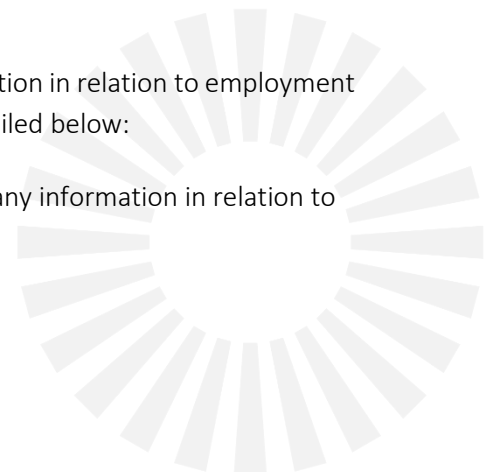 tion in relation to employment
iled below:
any information in relation to